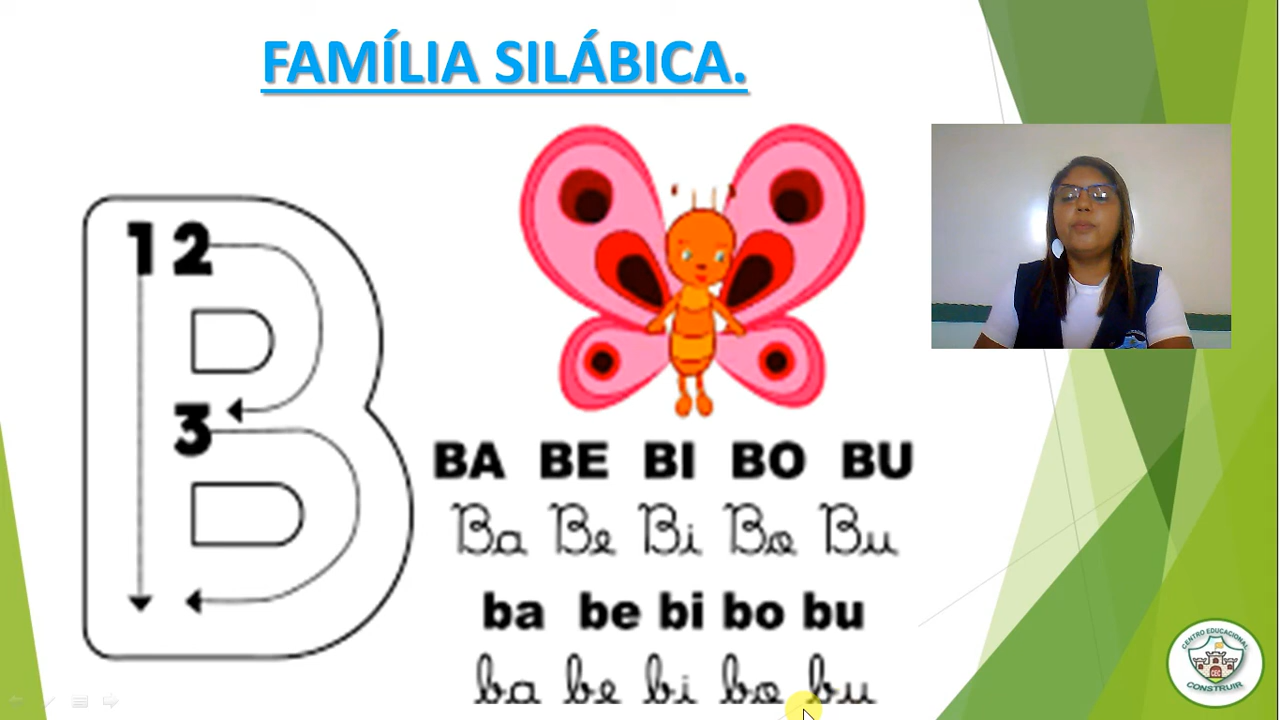 FAMÍLIA SILÁBICA.
1 2
3
BA BE BI BO BU
Ba Be Bi Bo Bu
ba be bi bo bu
ba be bi bo bu
CENTRO EDUCACIONAL
CEC
CONSTRUIR